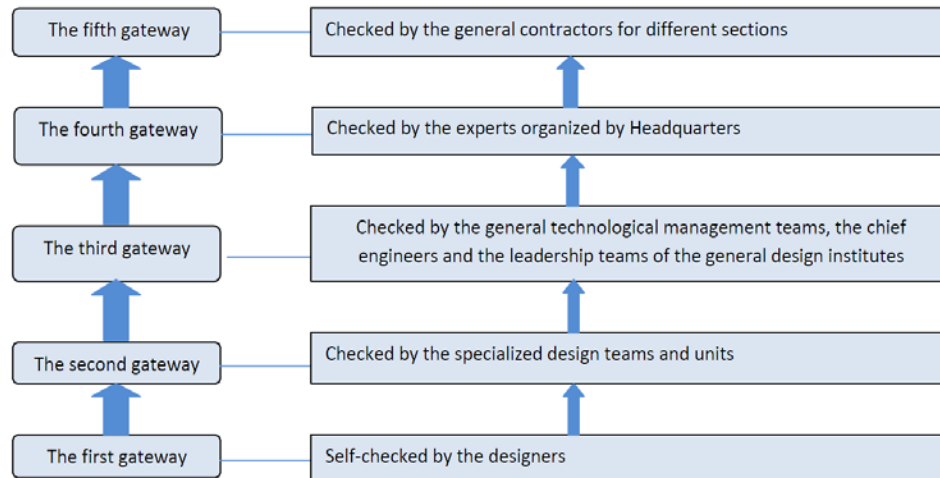 The fifth gateway
Checked by the general contractors for different sections
The fourth gateway
Checked by the experts organized by Headquarters
The third gateway
Checked by the general technological management teams, the chief
engineers and the leadership teams of the general design institutes
The second gateway
Checked by the specialized design teams and units
The first gateway
Self-checked by the designers